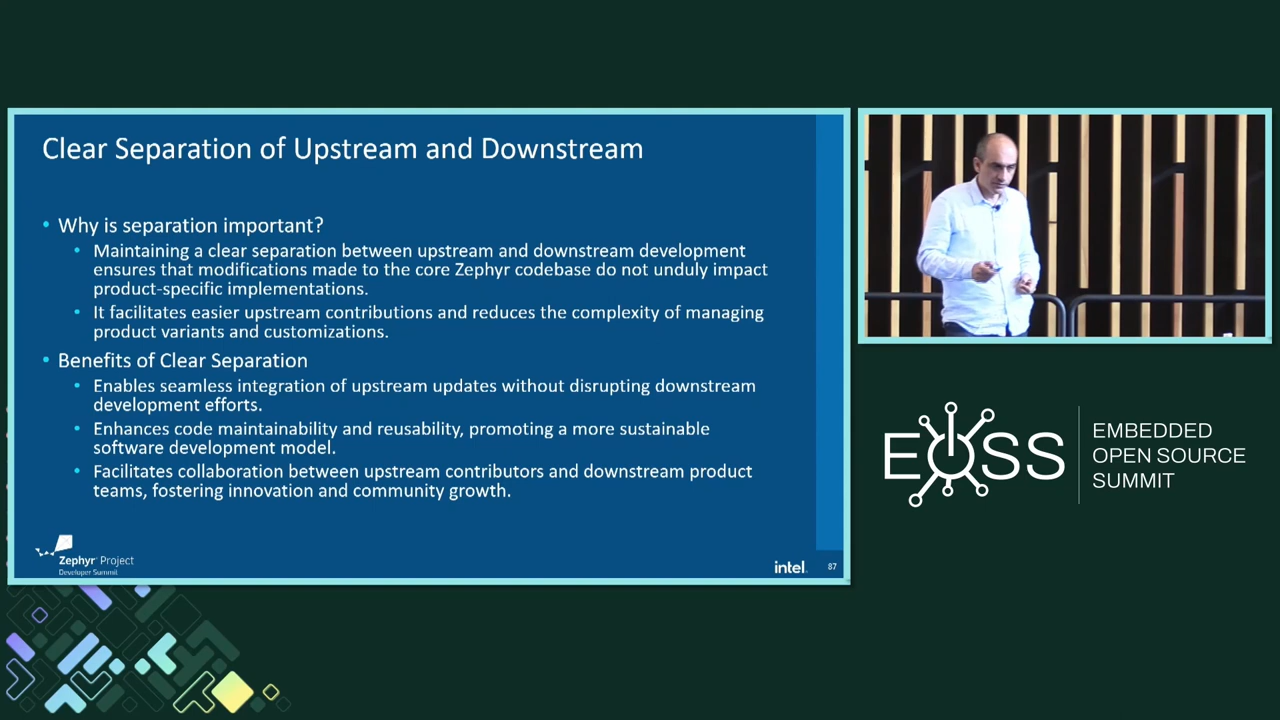 Clear Separation of Upstream and Downstream
• Why is separation important?
• Maintaining a clear separation between upstream and downstream development
ensures that modifications made to the core Zephyr codebase do not unduly impact
product-specific implementations.
• It facilitates easier upstream contributions and reduces the complexity of managing
product variants and customizations.
• Benefits of Clear Separation
• Enables seamless integration of upstream updates without disrupting downstream
development efforts.
• Enhances code maintainability and reusability, promoting a more sustainable
software development model.
• Facilitates collaboration between upstream contributors and downstream product
teams, fostering innovation and community growth.
Zephyr® Project
Developer Summit
intel.
87
EOSS
EMBEDDED
OPEN SOURCE
SUMMIT